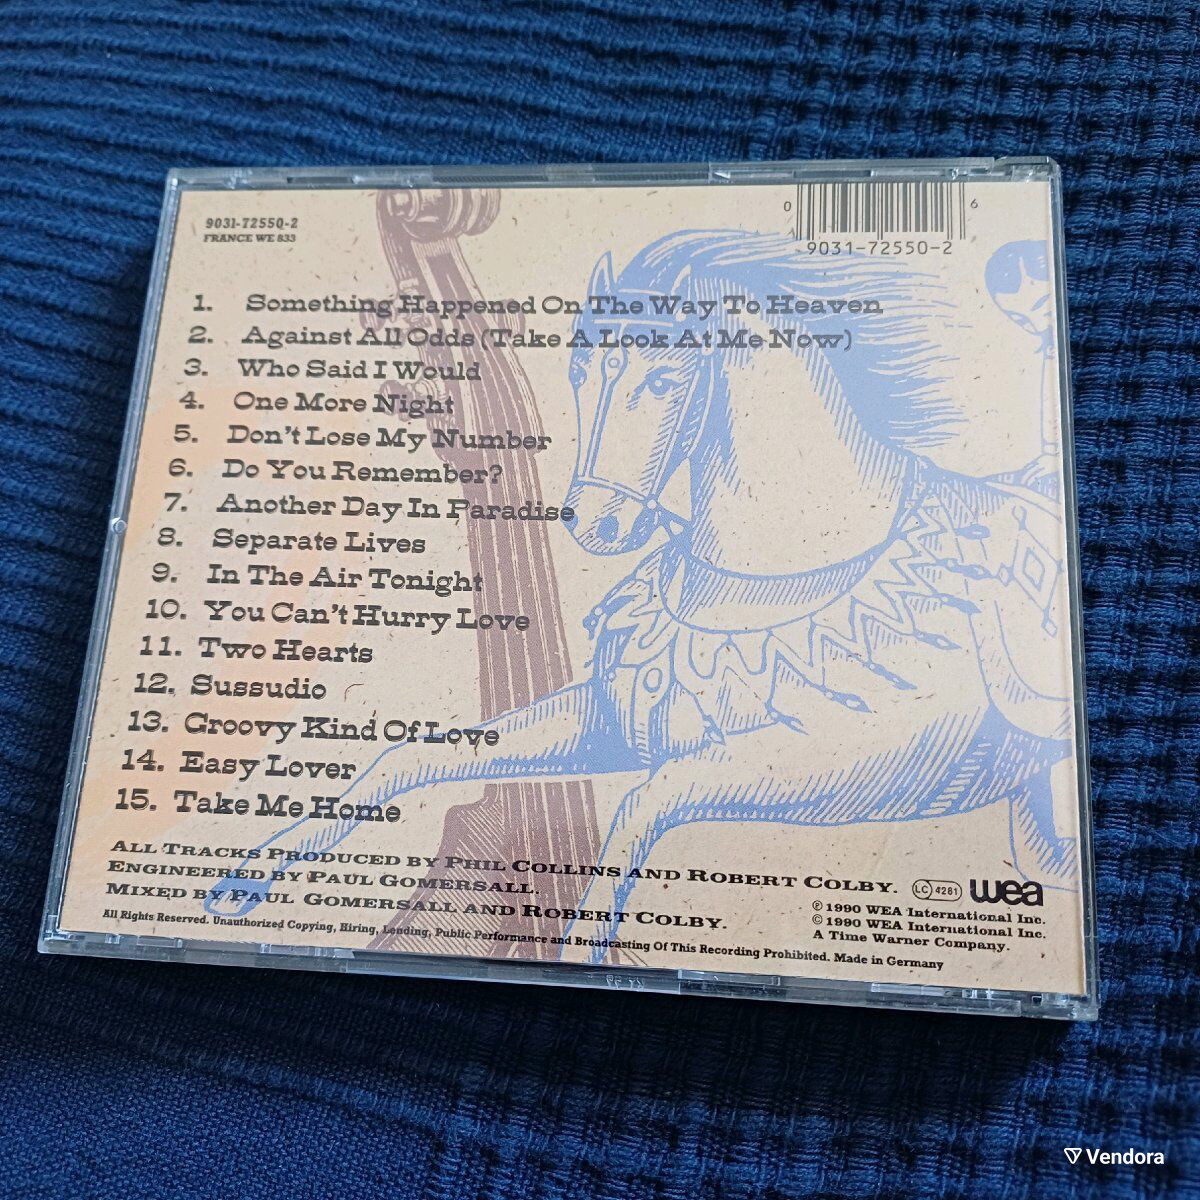 9031-72550-2
FRANCE WE 833
0 6
9031-72550-2
1. Something Happened On The Way To Heaven
2. Against All Odds (Take A Look At Me Now)
3. Who Said I Would
4. One More Night
5. Don't Lose My Number
6. Do You Remember?
7. Another Day In Paradise
8. Separate Lives
9. In The Air Tonight
10. You Can't Hurry Love
11. Two Hearts
12. Sussudio
13. Groovy Kind Of Love
14. Easy Lover
15. Take Me Home
All Tracks Produced by Phil Collins and Robert Colby.
Engineered by Paul Gomersall.
Mixed by Paul Gomersall and Robert Colby.
All Rights Reserved. Unauthorized Copying, Hiring, Lending, Public Performance and Broadcasting Of This Recording Prohibited. Made in Germany
LC 4281 wea
℗ 1990 WEA International Inc.
© 1990 WEA International Inc.
A Time Warner Company.
Vendora